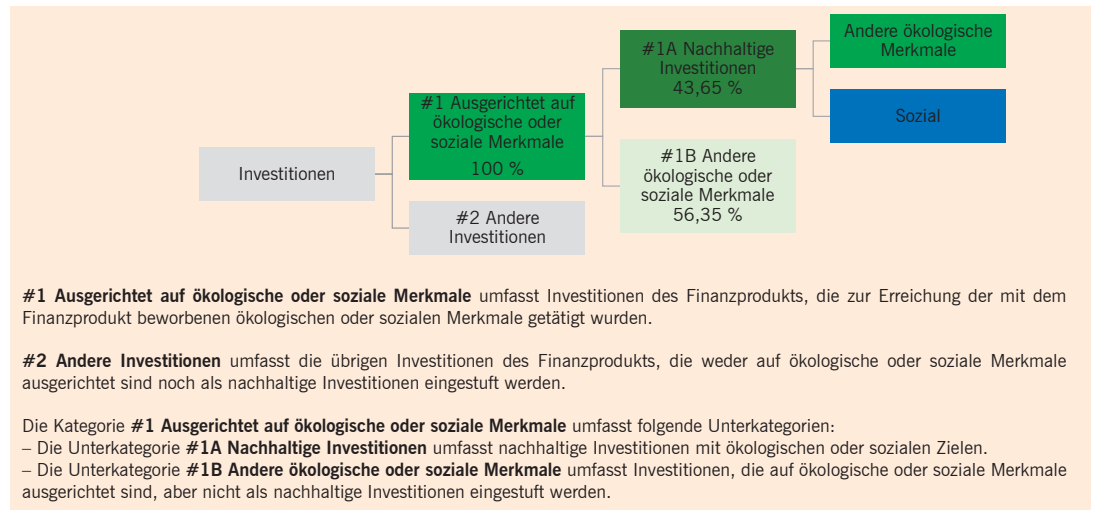 Investitionen
#1 Ausgerichtet auf
ökologische oder
soziale Merkmale
100 %
#2 Andere
Investitionen
#1A Nachhaltige
Investitionen
43,65 %
#1B Andere
ökologische oder
soziale Merkmale
56,35 %
Andere ökologische
Merkmale
Sozial
#1 Ausgerichtet auf ökologische oder soziale Merkmale umfasst Investitionen des Finanzprodukts, die zur Erreichung der mit dem
Finanzprodukt beworbenen ökologischen oder sozialen Merkmale getätigt wurden.
#2 Andere Investitionen umfasst die übrigen Investitionen des Finanzprodukts, die weder auf ökologische oder soziale Merkmale
ausgerichtet sind noch als nachhaltige Investitionen eingestuft werden.
Die Kategorie #1 Ausgerichtet auf ökologische oder soziale Merkmale umfasst folgende Unterkategorien:
– Die Unterkategorie #1A Nachhaltige Investitionen umfasst nachhaltige Investitionen mit ökologischen oder sozialen Zielen.
– Die Unterkategorie #1B Andere ökologische oder soziale Merkmale umfasst Investitionen, die auf ökologische oder soziale Merkmale
ausgerichtet sind, aber nicht als nachhaltige Investitionen eingestuft werden.